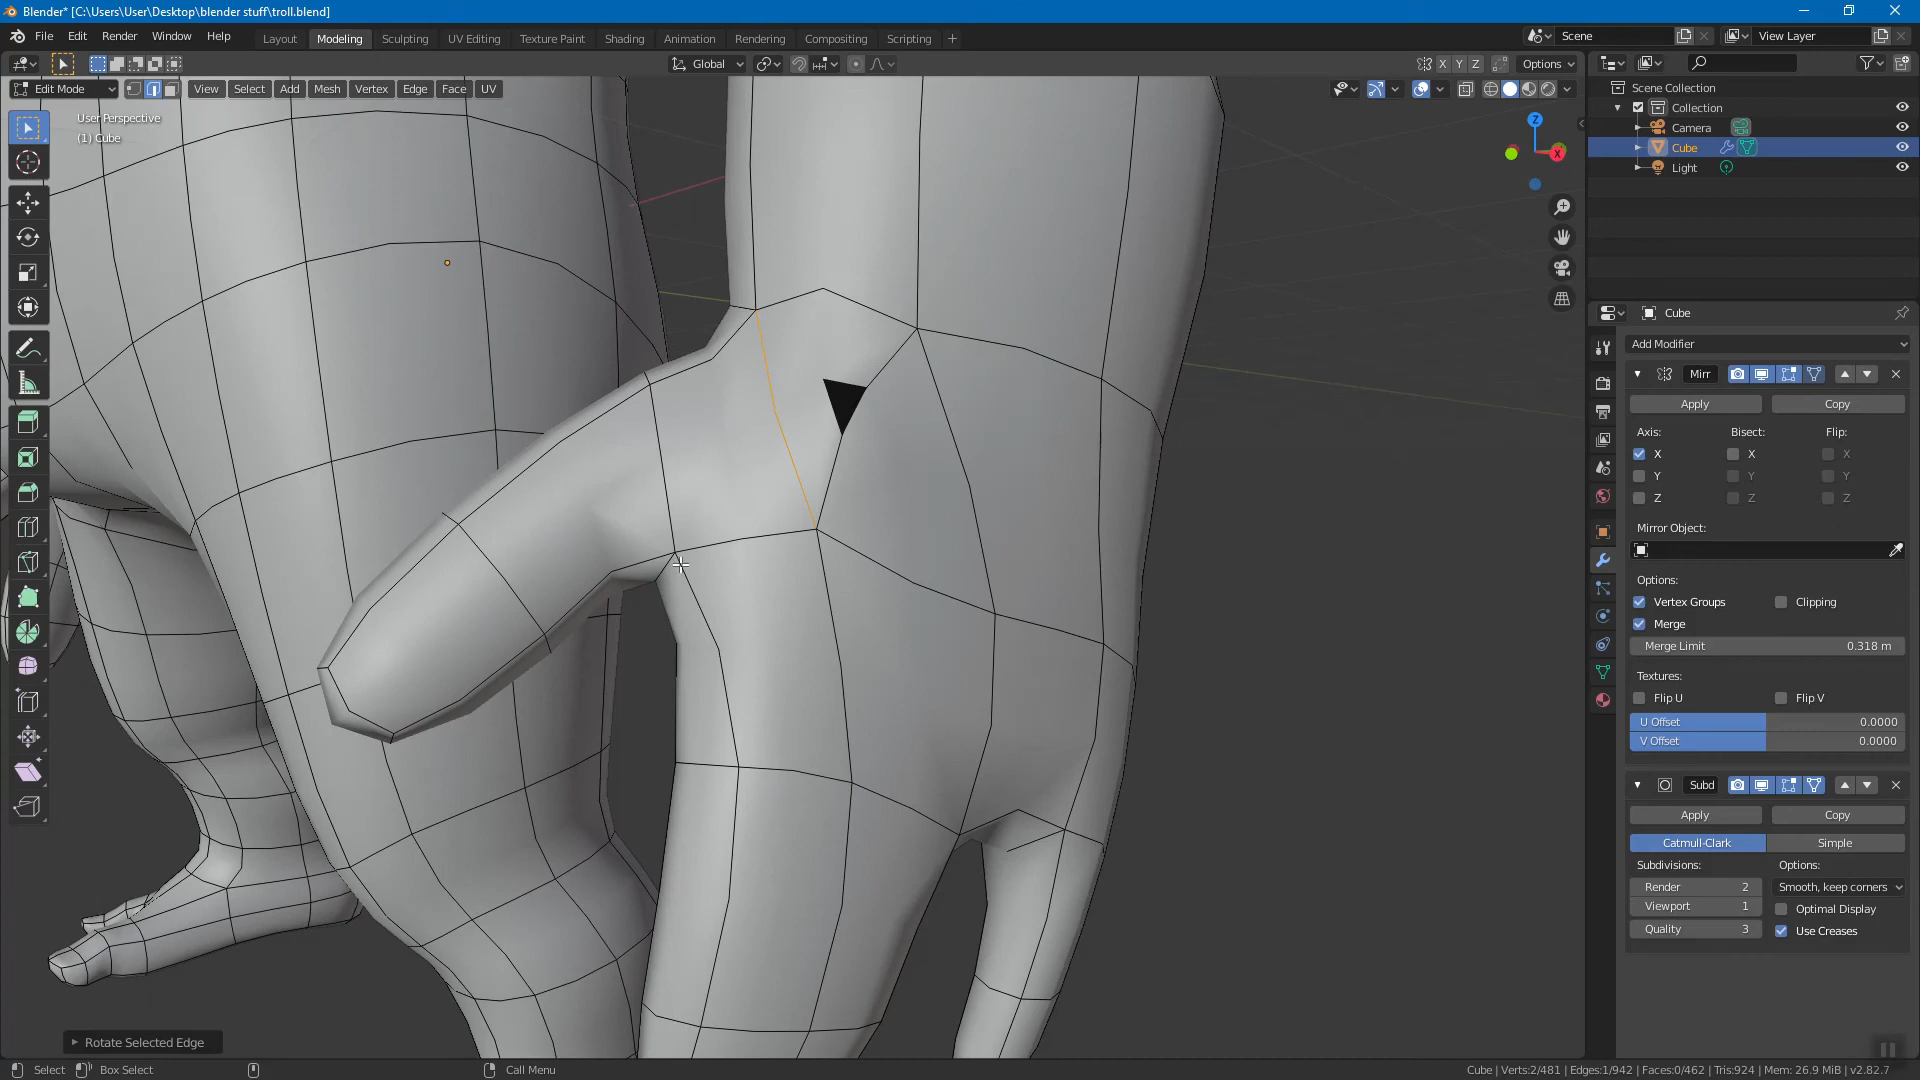 Blender* [C:\Users\User\Desktop\blender stuff\troll.blend]
File Edit Render Window Help
Layout Modeling Sculpting UV Editing Texture Paint Shading Animation Rendering Compositing Scripting
Scene
View Layer
Global
X Y Z
Options
Edit Mode
View Select Add Mesh Vertex Edge Face UV
User Perspective
(1) Cube
Z
X
Scene Collection
Collection
Camera
Cube
Light
Cube
Add Modifier
Mirr
Apply Copy
Axis: Bisect: Flip:
X X X
Y Y Y
Z Z Z
Mirror Object:
Options:
Vertex Groups Clipping
Merge
Merge Limit 0.318 m
Textures:
Flip U Flip V
U Offset 0.0000
V Offset 0.0000
Subd
Apply Copy
Catmull-Clark Simple
Subdivisions: Options:
Render 2 Smooth, keep corners
Viewport 1 Optimal Display
Quality 3 Use Creases
Rotate Selected Edge
Select Box Select Call Menu
Cube | Verts:2/481 | Edges:1/942 | Faces:0/462 | Tris:924 | Mem: 26.9 MiB | v2.82.7